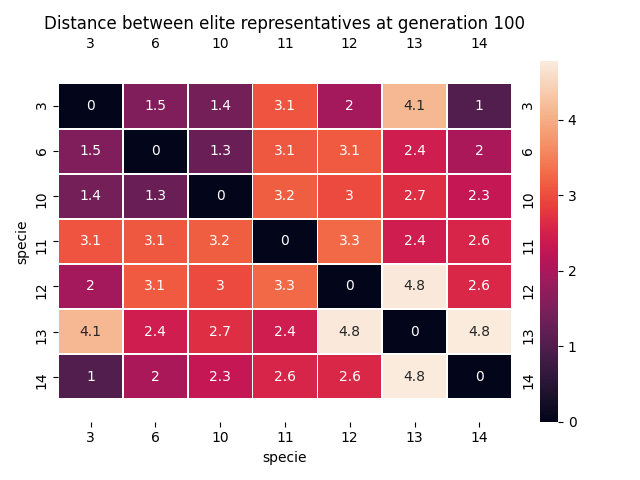 Distance between elite representatives at generation 100
3 6 10 11 12 13 14
3 0 1.5 1.4 3.1 2 4.1 1 3
6 1.5 0 1.3 3.1 3.1 2.4 2 6
10 1.4 1.3 0 3.2 3 2.7 2.3 10
11 3.1 3.1 3.2 0 3.3 2.4 2.6 11
12 2 3.1 3 3.3 0 4.8 2.6 12
13 4.1 2.4 2.7 2.4 4.8 0 4.8 13
14 1 2 2.3 2.6 2.6 4.8 0 14
3 6 10 11 12 13 14
specie
specie
4
3
2
1
0